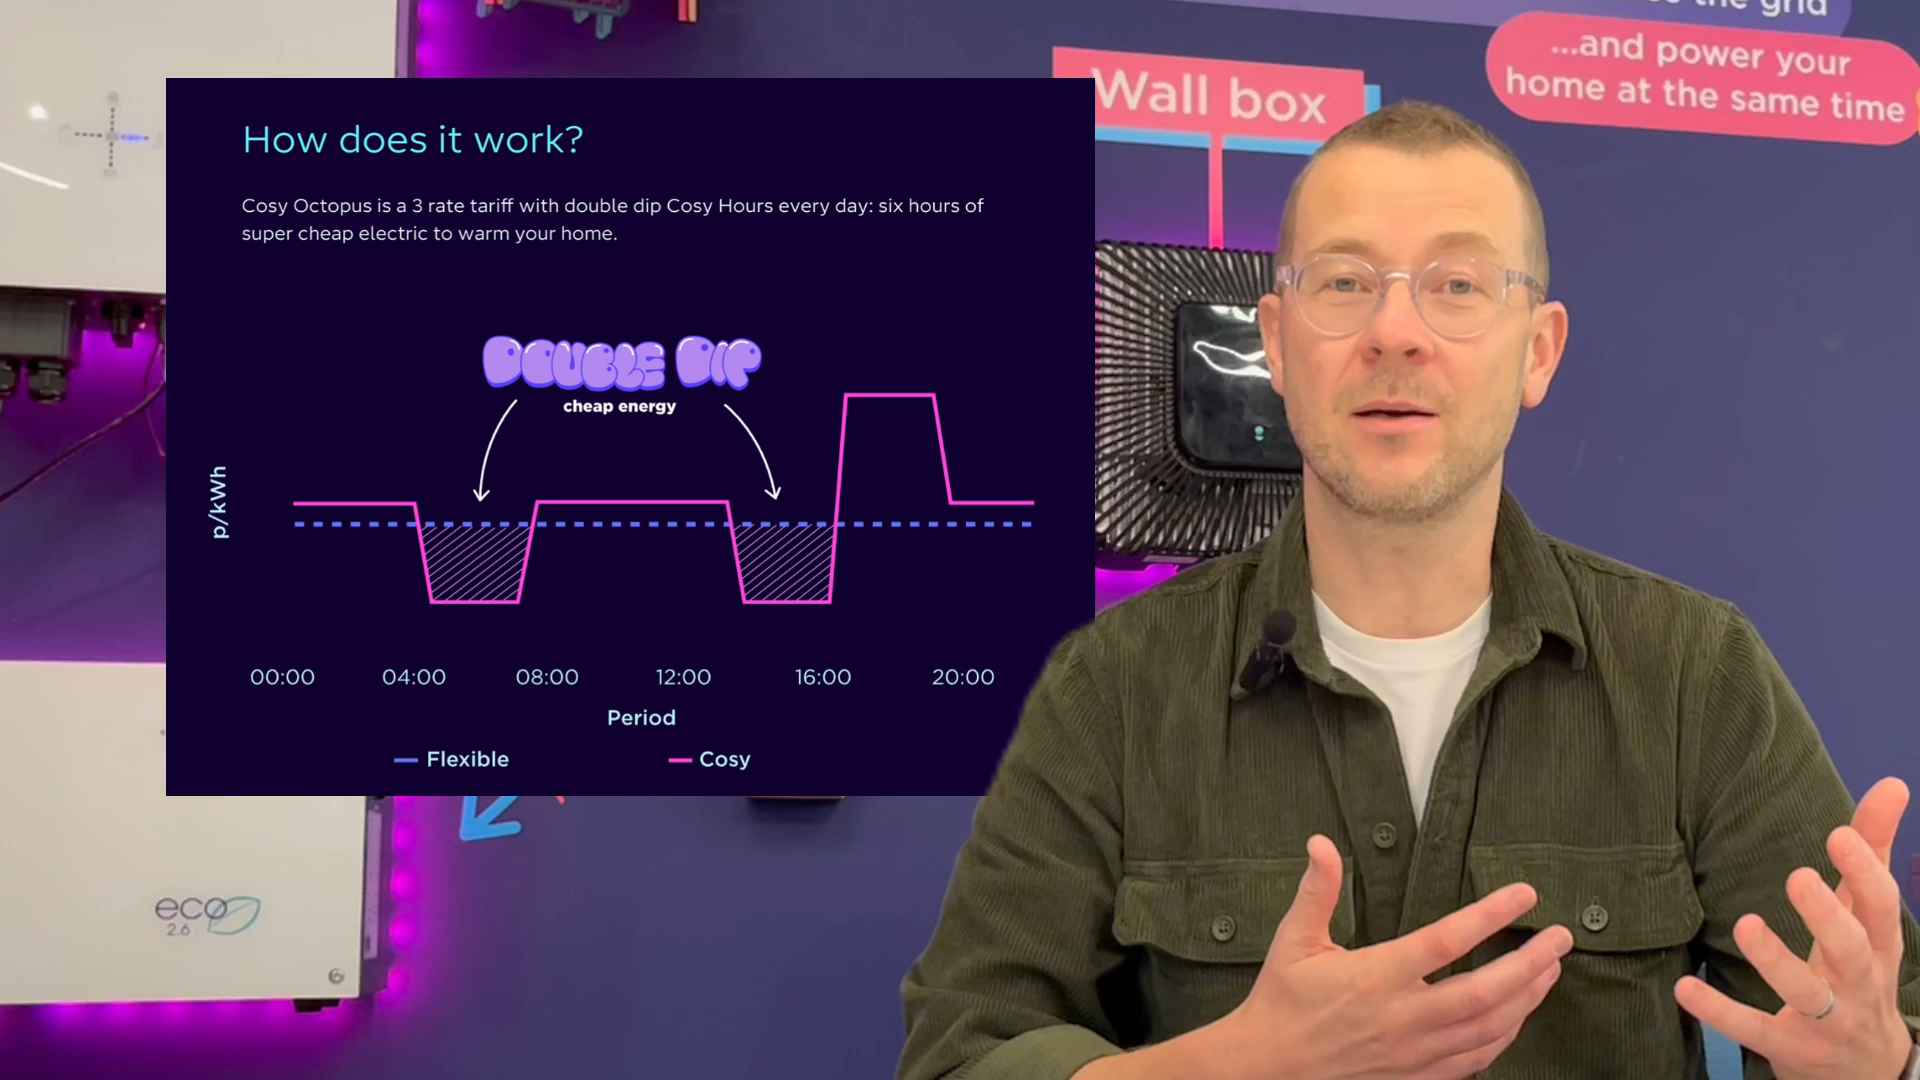 the grid
...and power your
home at the same time
Wall box
How does it work?
Cosy Octopus is a 3 rate tariff with double dip Cosy Hours every day: six hours of
super cheap electric to warm your home.
DOUBLE DIP
cheap energy
p/kWh
00:00 04:00 08:00 12:00 16:00 20:00
Period
Flexible Cosy
eco
2.6